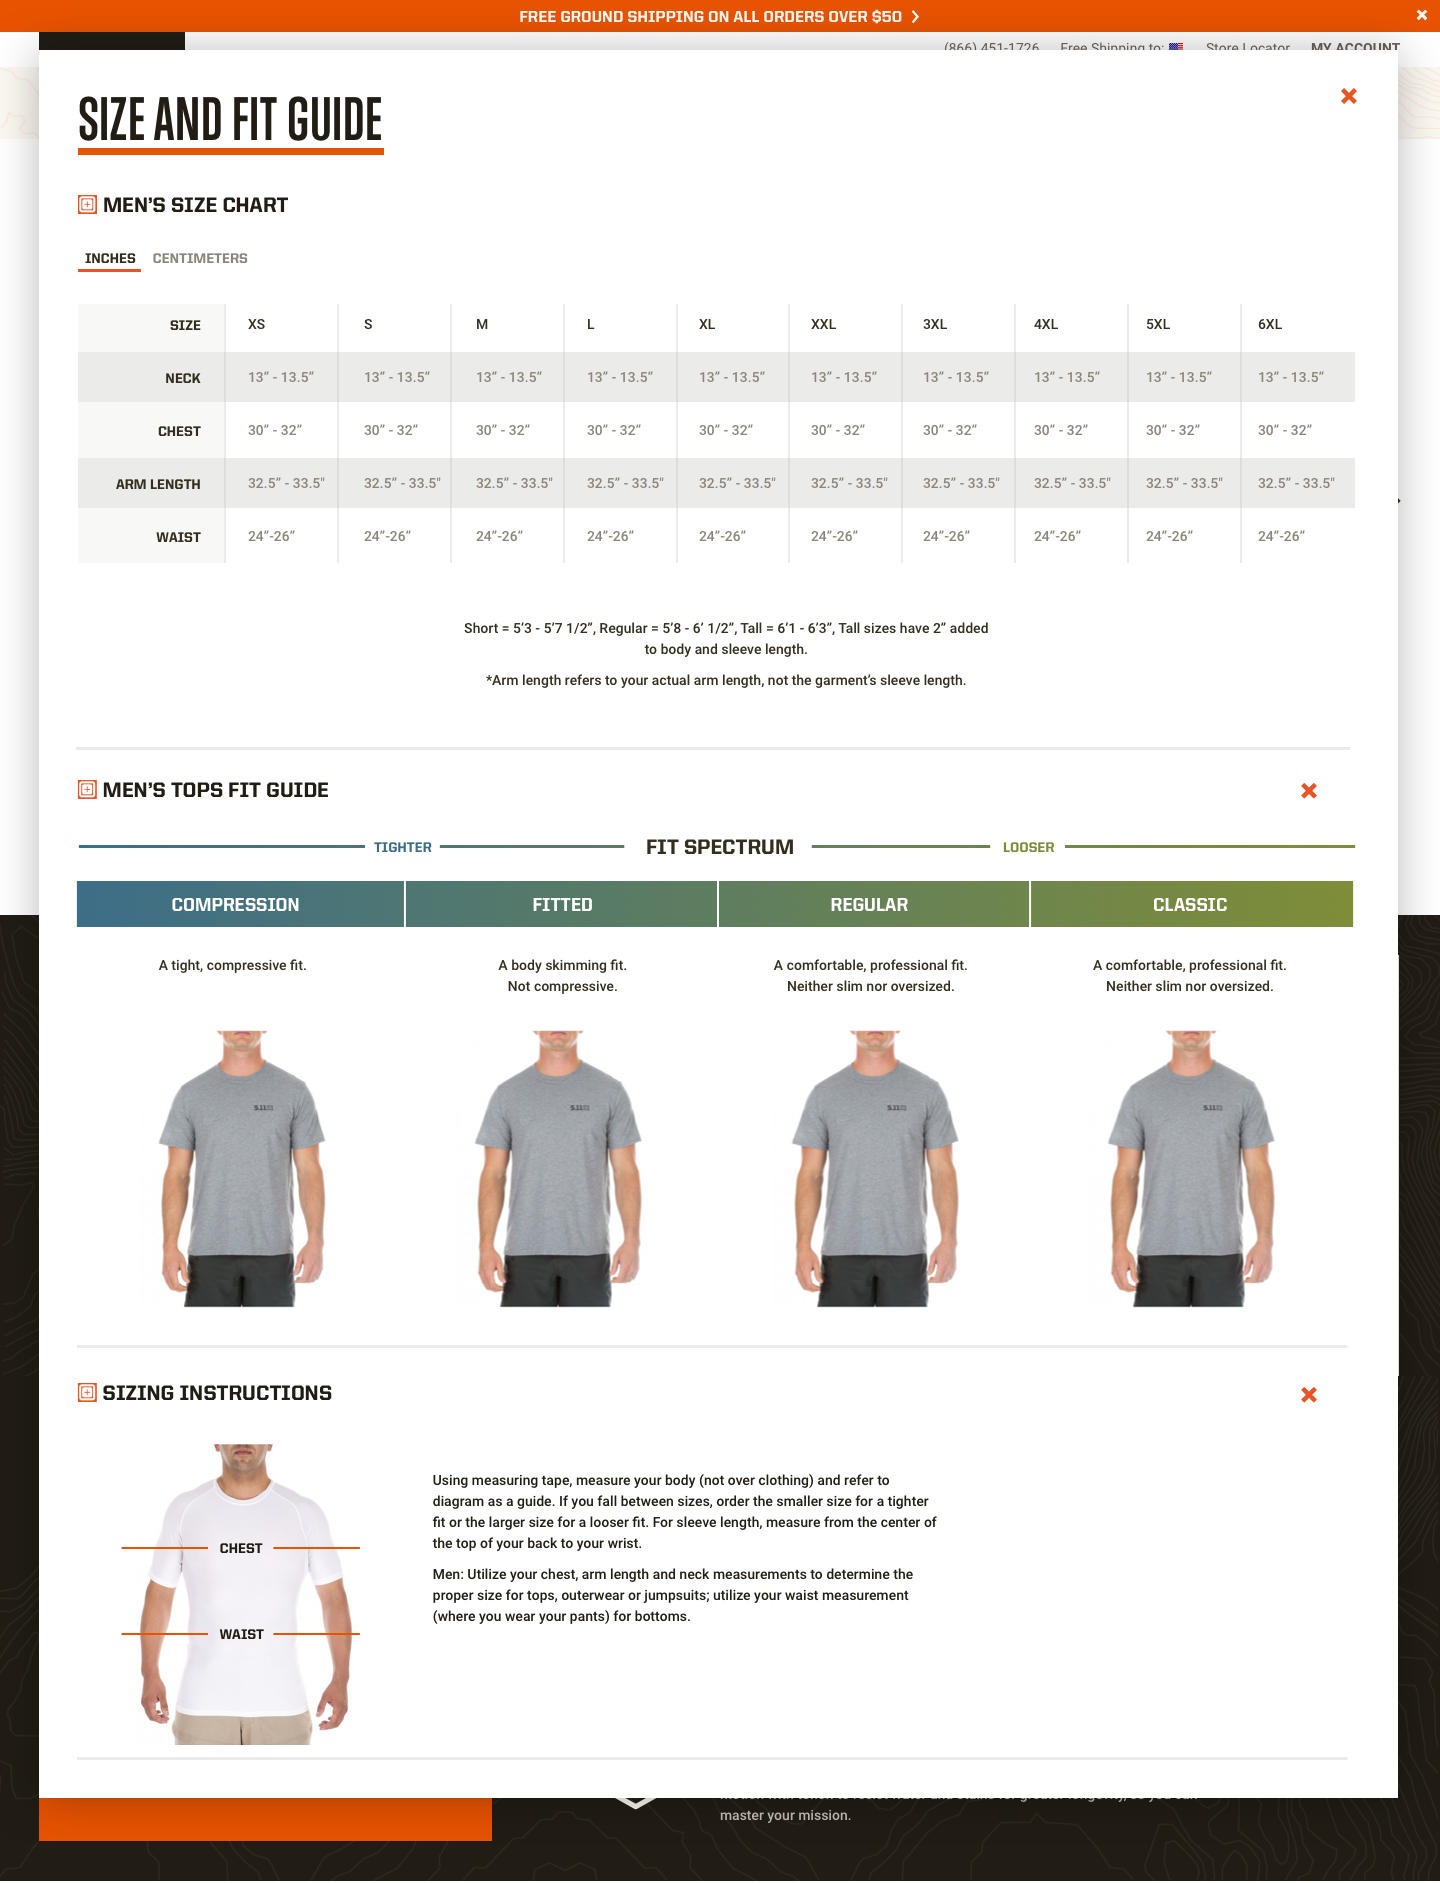 FREE GROUND SHIPPING ON ALL ORDERS OVER $50
(866) 451-1726 Free Shipping to: Store Locator MY ACCOUNT
SIZE AND FIT GUIDE
MEN’S SIZE CHART
INCHES CENTIMETERS
SIZE XS S M L XL XXL 3XL 4XL 5XL 6XL
NECK 13” - 13.5” 13” - 13.5” 13” - 13.5” 13” - 13.5” 13” - 13.5” 13” - 13.5” 13” - 13.5” 13” - 13.5” 13” - 13.5” 13” - 13.5”
CHEST 30” - 32” 30” - 32” 30” - 32” 30” - 32” 30” - 32” 30” - 32” 30” - 32” 30” - 32” 30” - 32” 30” - 32”
ARM LENGTH 32.5” - 33.5" 32.5” - 33.5" 32.5” - 33.5" 32.5” - 33.5" 32.5” - 33.5" 32.5” - 33.5" 32.5” - 33.5" 32.5” - 33.5" 32.5” - 33.5" 32.5” - 33.5"
WAIST 24”-26” 24”-26” 24”-26” 24”-26” 24”-26” 24”-26” 24”-26” 24”-26” 24”-26” 24”-26”
Short = 5’3 - 5’7 1/2”, Regular = 5’8 - 6’ 1/2”, Tall = 6’1 - 6’3”, Tall sizes have 2” added
to body and sleeve length.
*Arm length refers to your actual arm length, not the garment’s sleeve length.
MEN’S TOPS FIT GUIDE
TIGHTER FIT SPECTRUM LOOSER
COMPRESSION FITTED REGULAR CLASSIC
A tight, compressive fit. A body skimming fit. A comfortable, professional fit. A comfortable, professional fit.
Not compressive. Neither slim nor oversized. Neither slim nor oversized.
5.11 5.11 5.11 5.11
SIZING INSTRUCTIONS
CHEST
WAIST
Using measuring tape, measure your body (not over clothing) and refer to
diagram as a guide. If you fall between sizes, order the smaller size for a tighter
fit or the larger size for a looser fit. For sleeve length, measure from the center of
the top of your back to your wrist.
Men: Utilize your chest, arm length and neck measurements to determine the
proper size for tops, outerwear or jumpsuits; utilize your waist measurement
(where you wear your pants) for bottoms.
master your mission.